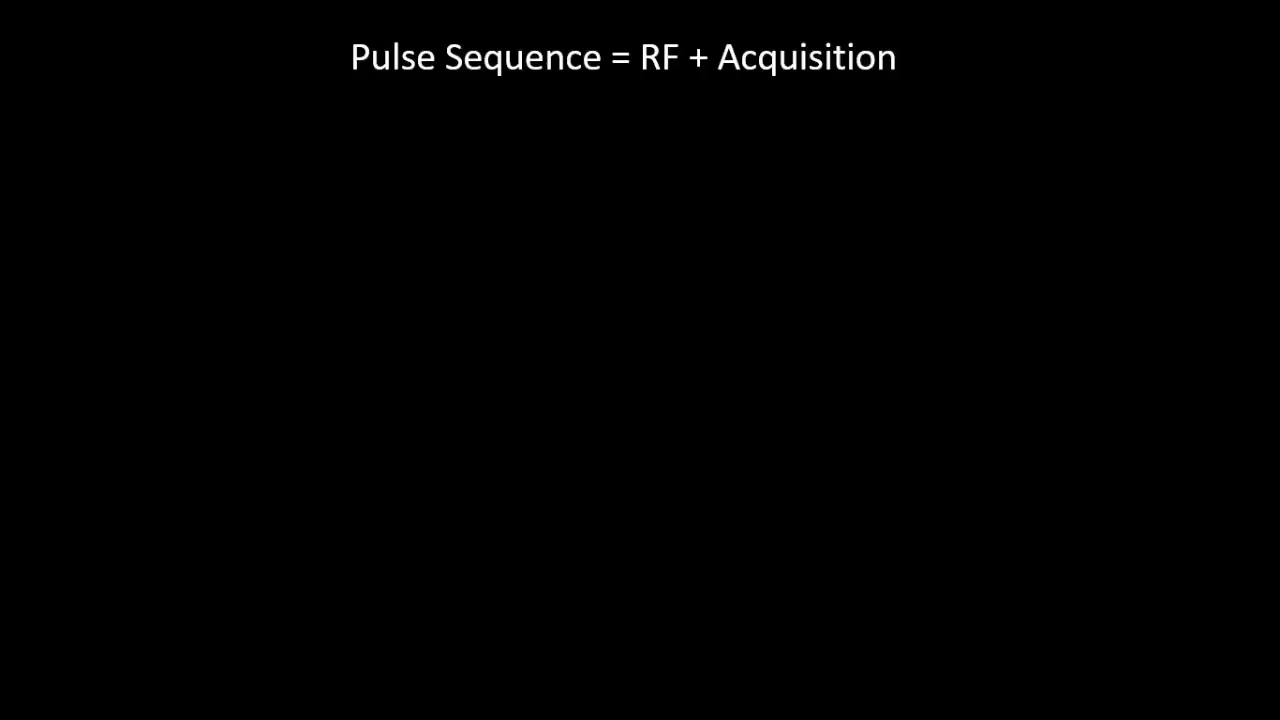 Pulse Sequence = RF + Acquisition